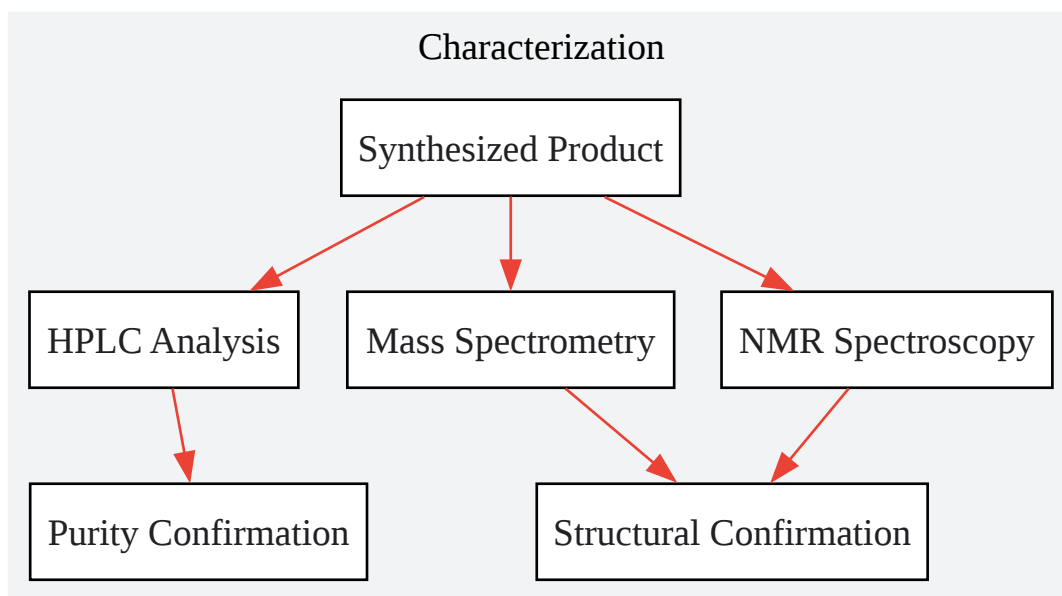 Characterization
Synthesized Product
HPLC Analysis
Mass Spectrometry
NMR Spectroscopy
Purity Confirmation
Structural Confirmation